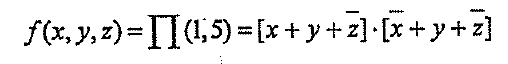 f(x, y, z) = ∏(1,5) = [x + y + z̅]·[x̅ + y + z̅]